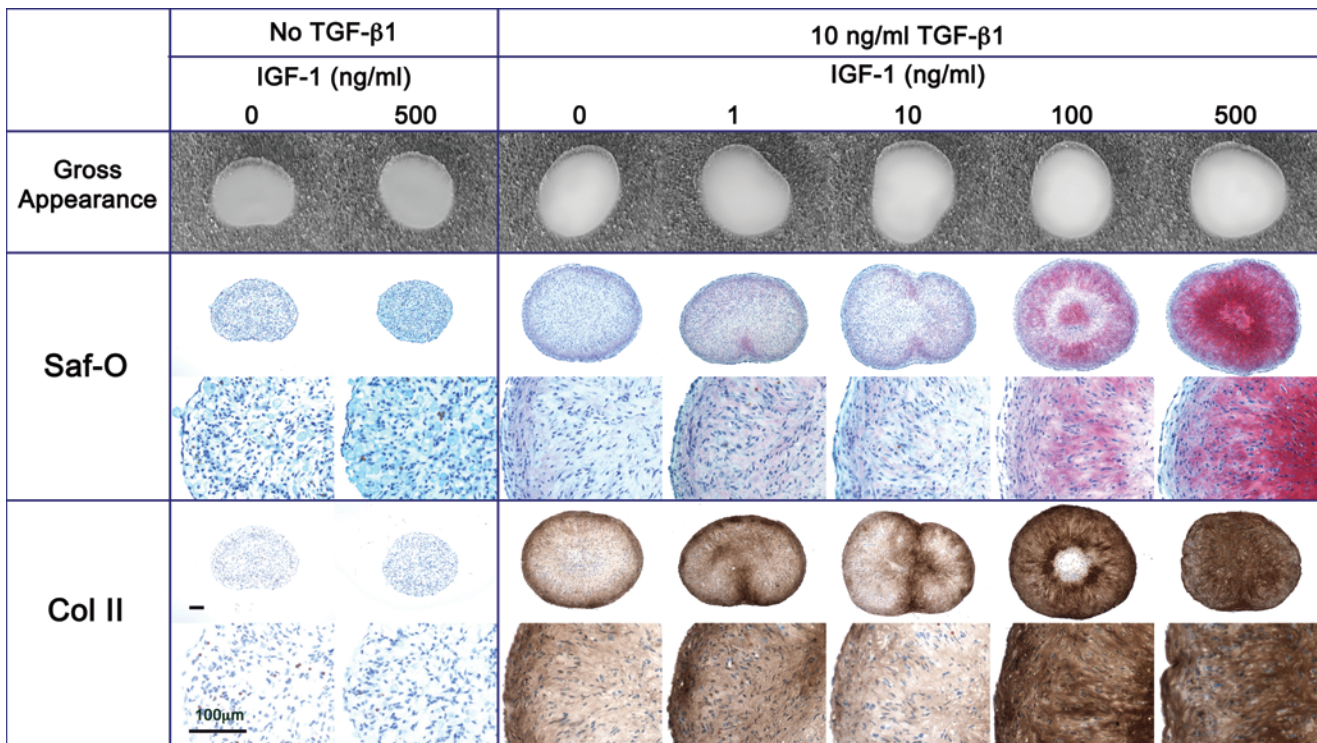 No TGF-β1
10 ng/ml TGF-β1
IGF-1 (ng/ml)
IGF-1 (ng/ml)
0 500 0 1 10 100 500
Gross
Appearance
Saf-O
Col II
100μm